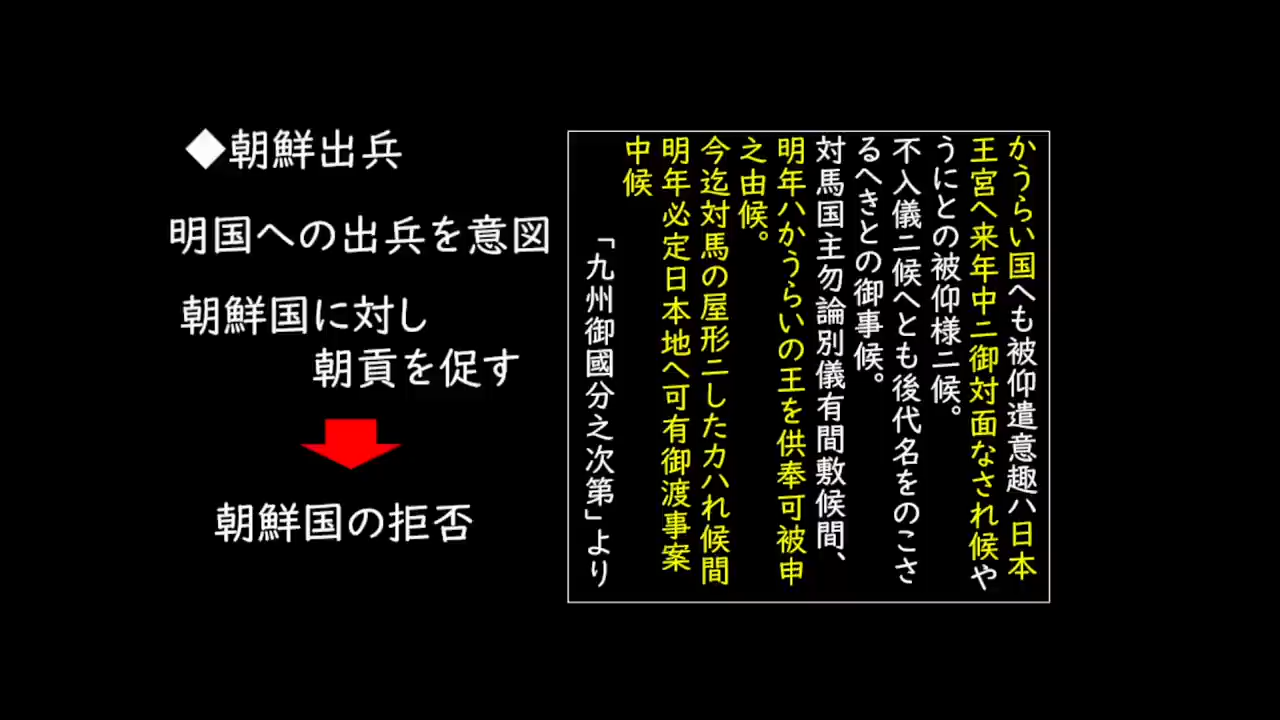 ◆朝鮮出兵
明国への出兵を意図
朝鮮国に対し
朝貢を促す
朝鮮国の拒否
かうらい国へも被仰遣意趣ハ日本
王宮へ来年中ニ御対面なされ候や
うにとの被仰様ニ候。
不入儀ニ候へとも後代名をのこさ
るへきとの御事候。
対馬国主勿論別儀有間敷候間、
明年ハかうらいの王を供奉可被申
之由候。
今迄対馬の屋形ニしたカハれ候間
明年必定日本地へ可有御渡事案
中候
「九州御國分之次第」より